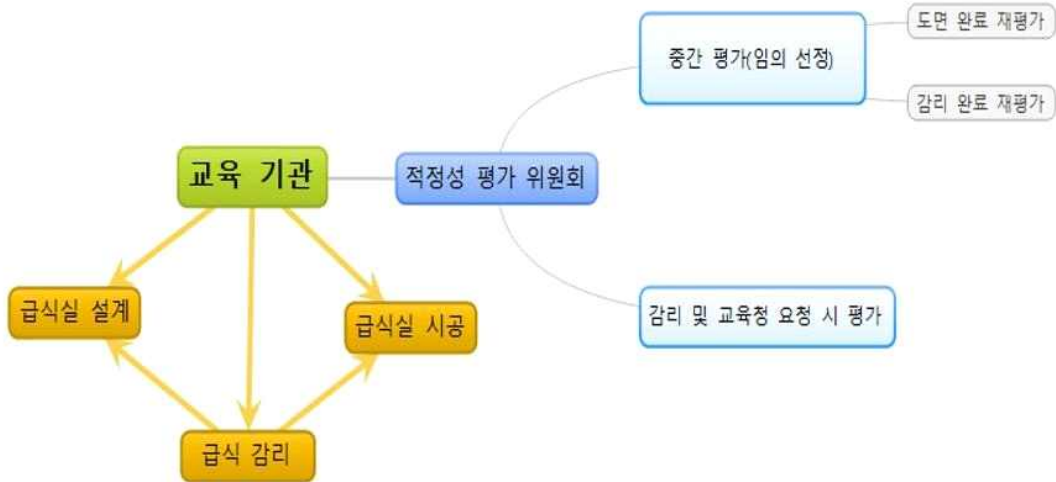 도면 완료 재평가
중간 평가(임의 선정)
감리 완료 재평가
교육 기관
적정성 평가 위원회
급식실 설계
급식실 시공
감리 및 교육청 요청 시 평가
급식 감리